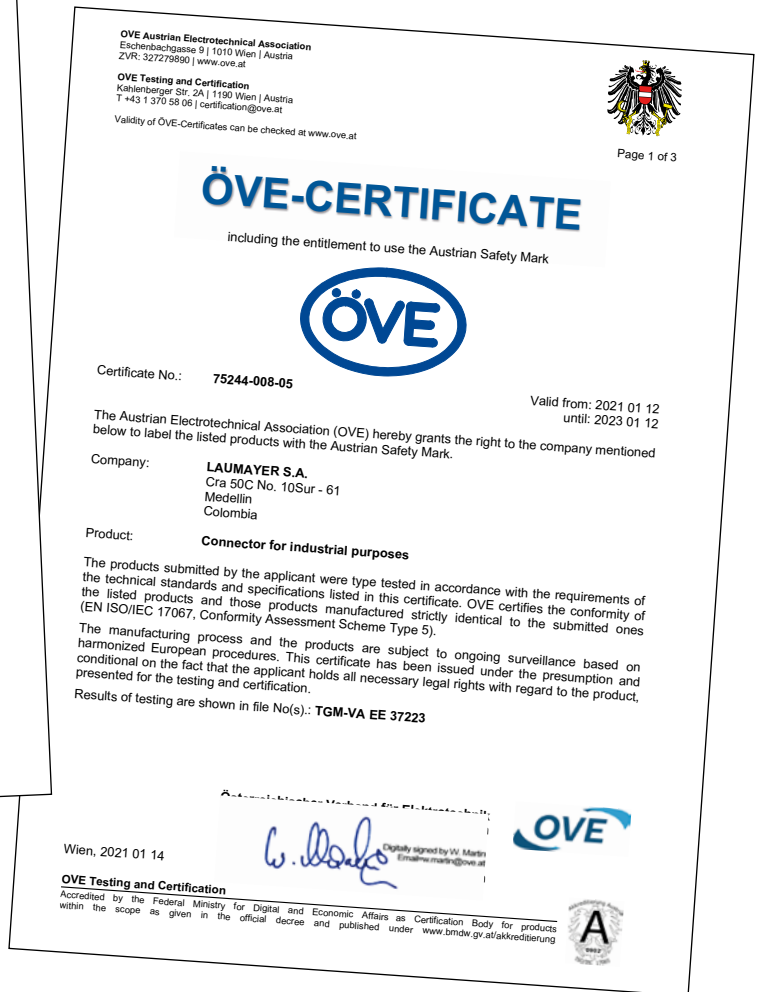 OVE Austrian Electrotechnical Association
Eschenbachgasse 9 | 1010 Wien | Austria
ZVR: 327279890 | www.ove.at
OVE Testing and Certification
Kahlenberger Str. 2A | 1190 Wien | Austria
T +43 1 370 58 06 | certification@ove.at
Validity of ÖVE-Certificates can be checked at www.ove.at
Page 1 of 3
ÖVE-CERTIFICATE
including the entitlement to use the Austrian Safety Mark
ÖVE
Certificate No.: 75244-008-05
Valid from: 2021 01 12
until: 2023 01 12
The Austrian Electrotechnical Association (OVE) hereby grants the right to the company mentioned
below to label the listed products with the Austrian Safety Mark.
Company: LAUMAYER S.A.
Cra 50C No. 10Sur - 61
Medellin
Colombia
Product: Connector for industrial purposes
The products submitted by the applicant were type tested in accordance with the requirements of
the technical standards and specifications listed in this certificate. OVE certifies the conformity of
the listed products and those products manufactured strictly identical to the submitted ones
(EN ISO/IEC 17067, Conformity Assessment Scheme Type 5).
The manufacturing process and the products are subject to ongoing surveillance based on
harmonized European procedures. This certificate has been issued under the presumption and
conditional on the fact that the applicant holds all necessary legal rights with regard to the product,
presented for the testing and certification.
Results of testing are shown in file No(s).: TGM-VA EE 37223
Digitally signed by W. Martin
Email=w.martin@ove.at
OVE
Wien, 2021 01 14
OVE Testing and Certification
Accredited by the Federal Ministry for Digital and Economic Affairs as Certification Body for products
within the scope as given in the official decree and published under www.bmdw.gv.at/akkreditierung
A